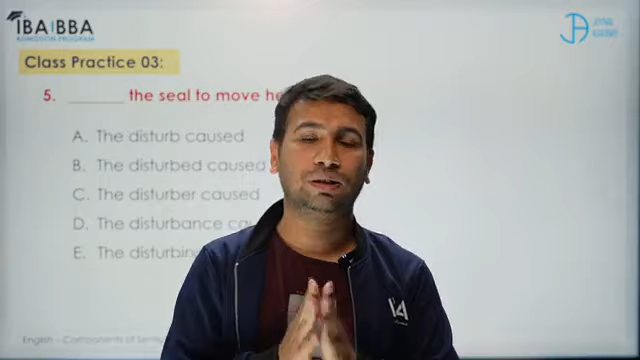 IBA BBA
ADMISSION PROGRAM
Class Practice 03:
5. ______ the seal to move
A. The disturb caused
B. The disturbed caused
C. The disturber caused
D. The disturbance
E. The
English - Components of